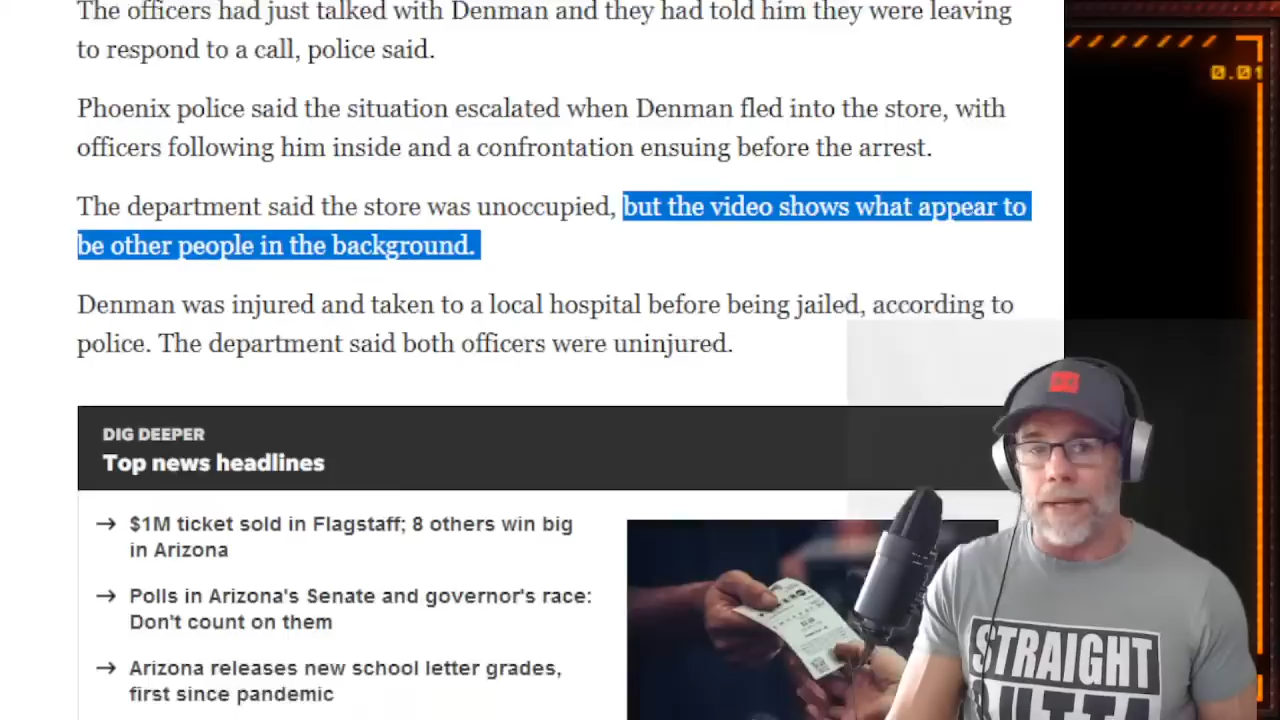 The officers had just talked with Denman and they had told him they were leaving
to respond to a call, police said.
Phoenix police said the situation escalated when Denman fled into the store, with
officers following him inside and a confrontation ensuing before the arrest.
The department said the store was unoccupied, but the video shows what appear to
be other people in the background.
Denman was injured and taken to a local hospital before being jailed, according to
police. The department said both officers were uninjured.
DIG DEEPER
Top news headlines
→ $1M ticket sold in Flagstaff; 8 others win big
in Arizona
→ Polls in Arizona's Senate and governor's race:
Don't count on them
→ Arizona releases new school letter grades,
first since pandemic
0.01
STRAIGHT